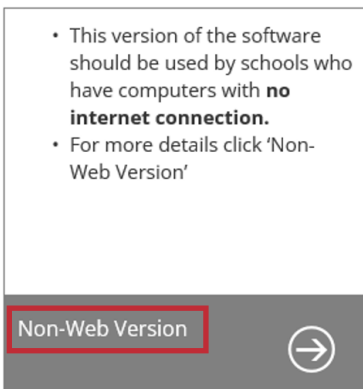 • This version of the software
should be used by schools who
have computers with no
internet connection.
• For more details click ‘Non-
Web Version’
Non-Web Version